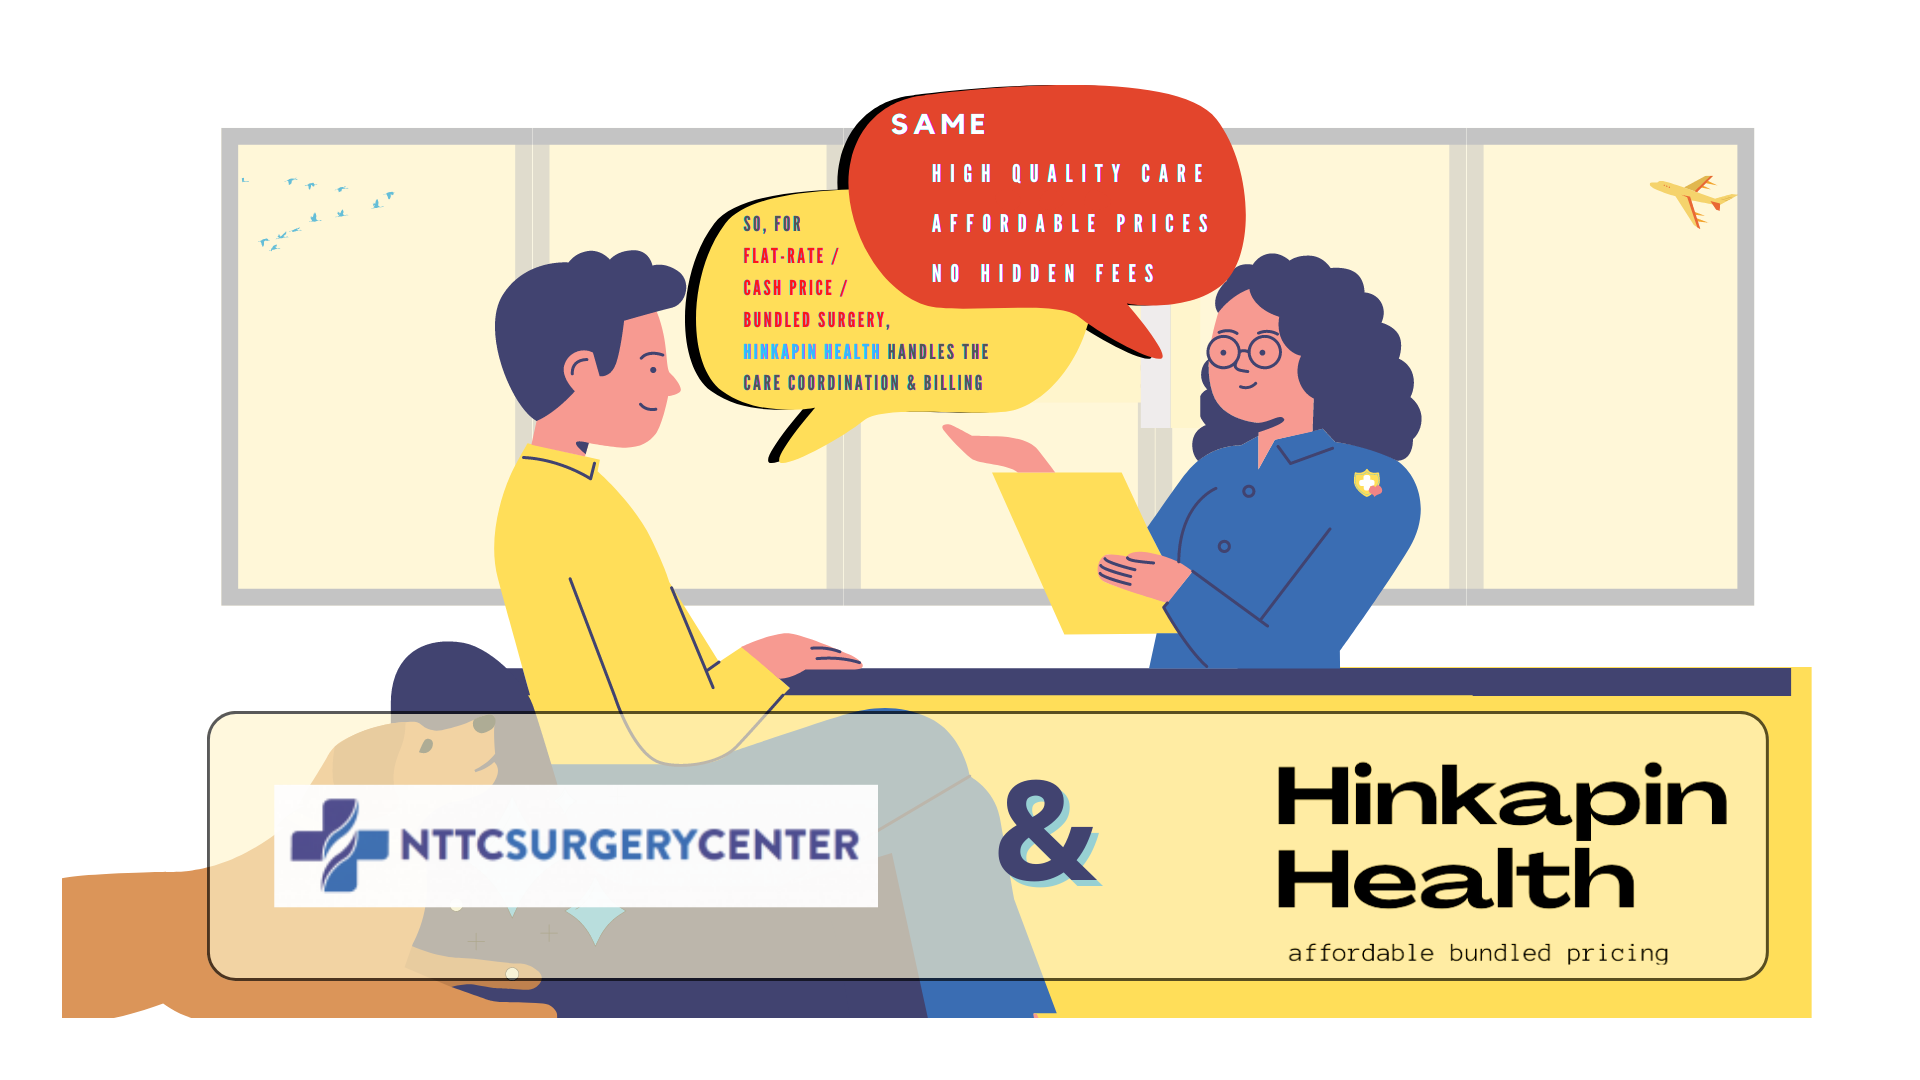 SO, FOR
FLAT-RATE /
CASH PRICE /
BUNDLED SURGERY,
HINKAPIN HEALTH HANDLES THE
CARE COORDINATION & BILLING
SAME
HIGH QUALITY CARE
AFFORDABLE PRICES
NO HIDDEN FEES
NTTCSURGERYCENTER
&
Hinkapin
Health
affordable bundled pricing